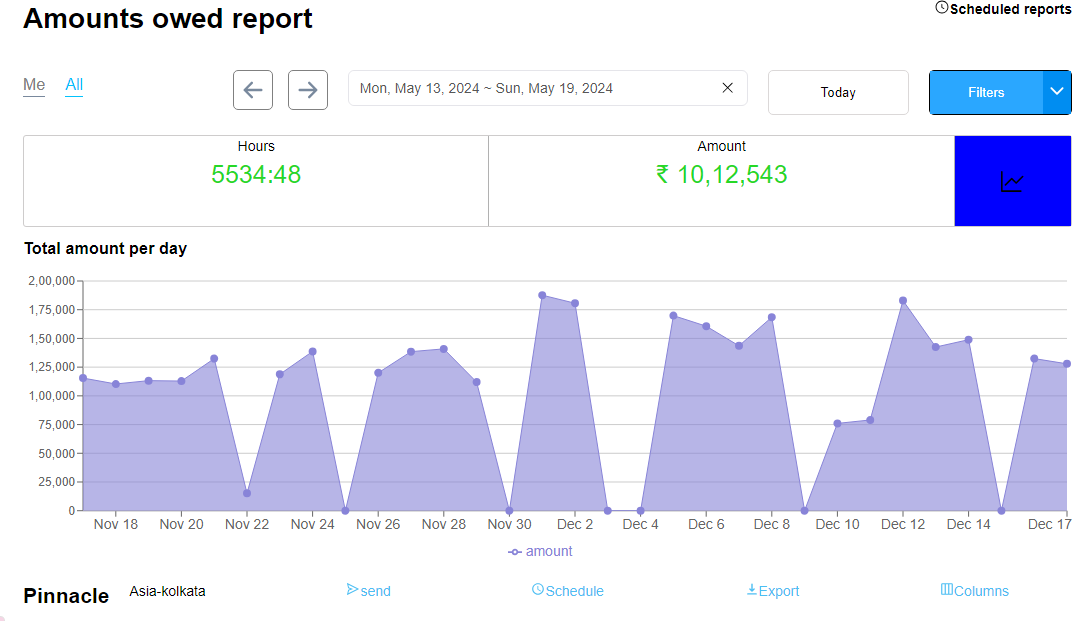 Amounts owed report
Scheduled reports
Me All
Mon, May 13, 2024 ~ Sun, May 19, 2024
Today
Filters
Hours
5534:48
Amount
₹ 10,12,543
Total amount per day
2,00,000
1,75,000
1,50,000
1,25,000
1,00,000
75,000
50,000
25,000
0
Nov 18 Nov 20 Nov 22 Nov 24 Nov 26 Nov 28 Nov 30 Dec 2 Dec 4 Dec 6 Dec 8 Dec 10 Dec 12 Dec 14 Dec 17
amount
Pinnacle Asia-kolkata send Schedule Export Columns